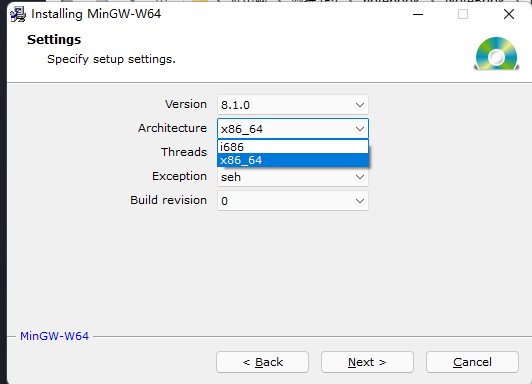 Installing MinGW-W64
Settings
Specify setup settings.
Version 8.1.0
Architecture x86_64
i686
Threads
x86_64
Exception seh
Build revision 0
MinGW-W64
< Back Next > Cancel